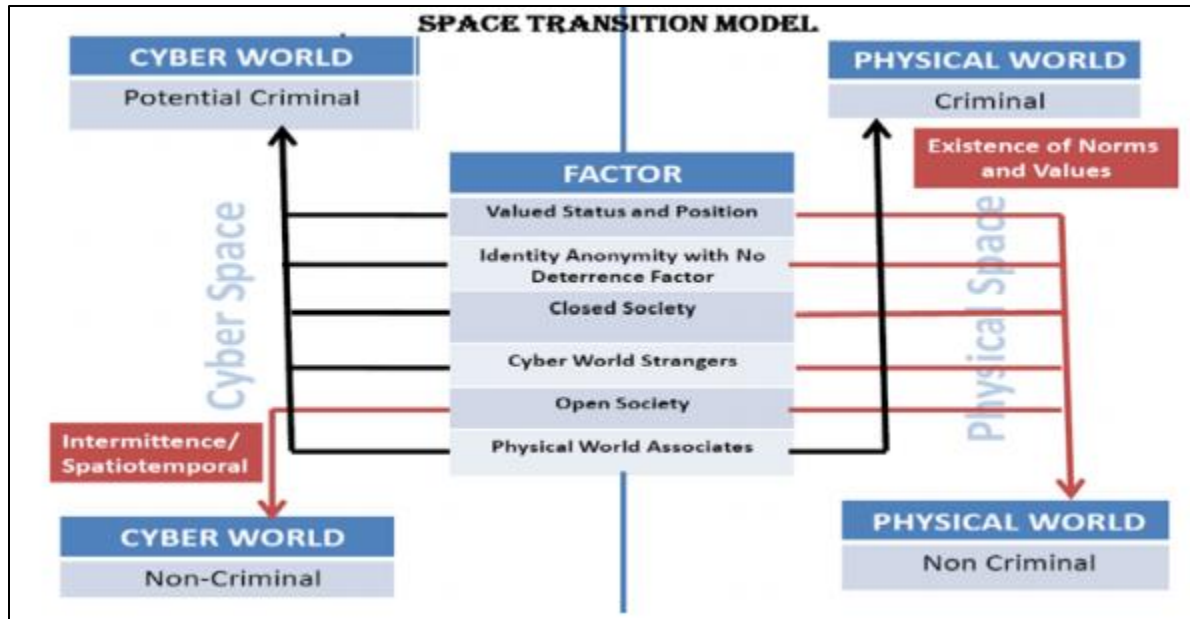 SPACE TRANSITION MODEL
CYBER WORLD
Potential Criminal
PHYSICAL WORLD
Criminal
Existence of Norms
and Values
FACTOR
Valued Status and Position
Identity Anonymity with No
Deterrence Factor
Closed Society
Cyber World Strangers
Open Society
Physical World Associates
Cyber Space
Physical Space
Intermittence/
Spatiotemporal
CYBER WORLD
Non-Criminal
PHYSICAL WORLD
Non Criminal